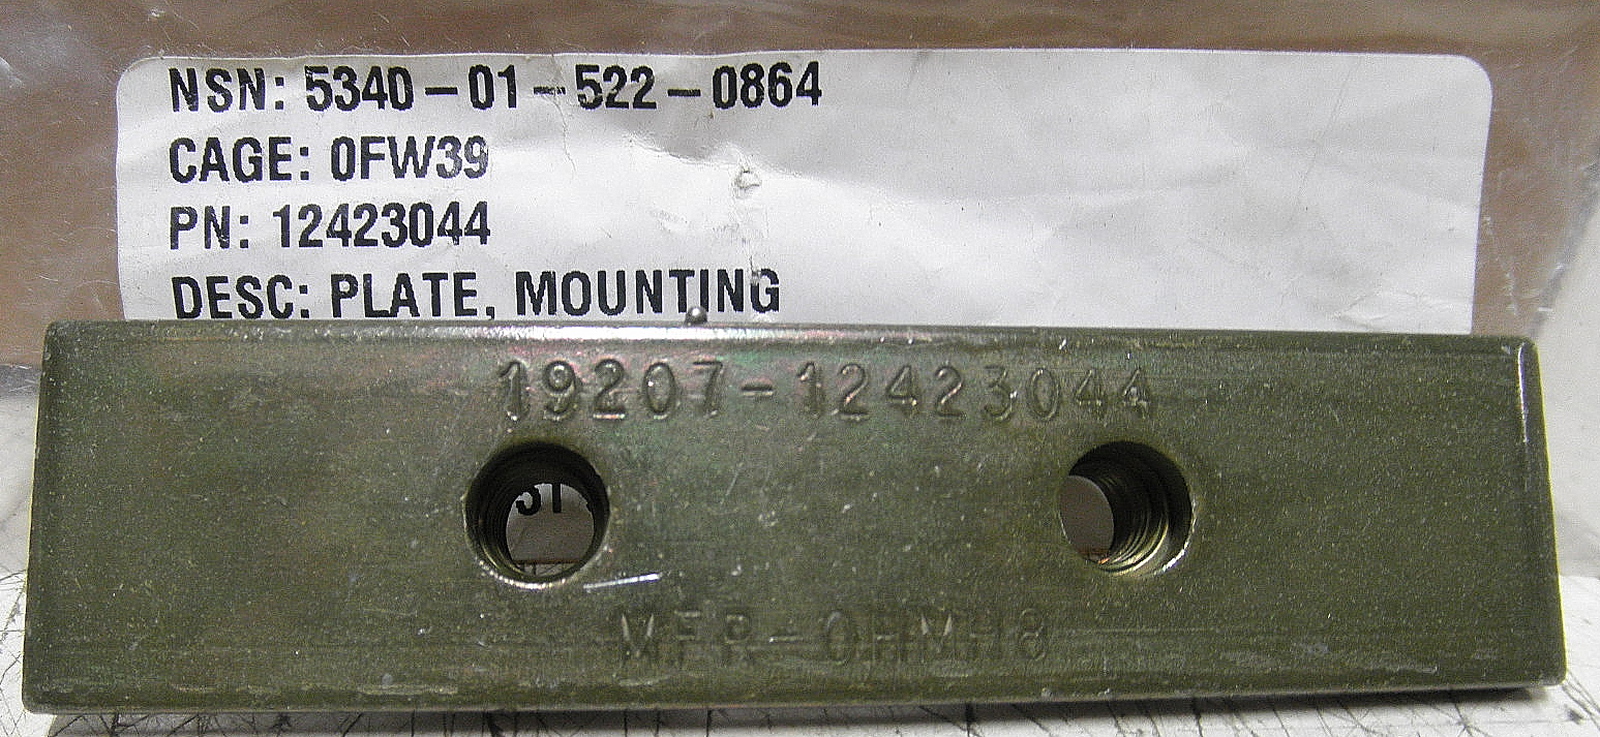 NSN: 5340-01-522-0864
CAGE: 0FW39
PN: 12423044
DESC: PLATE, MOUNTING
19207-12423044
MFR-0HMH8